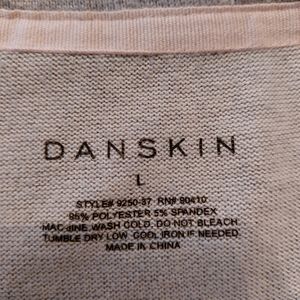 DANSKIN
L
STYLE# 9250-37 RN# 90410
95% POLYESTER 5% SPANDEX
MACHINE WASH COLD. DO NOT BLEACH.
TUMBLE DRY LOW. COOL IRON IF NEEDED.
MADE IN CHINA